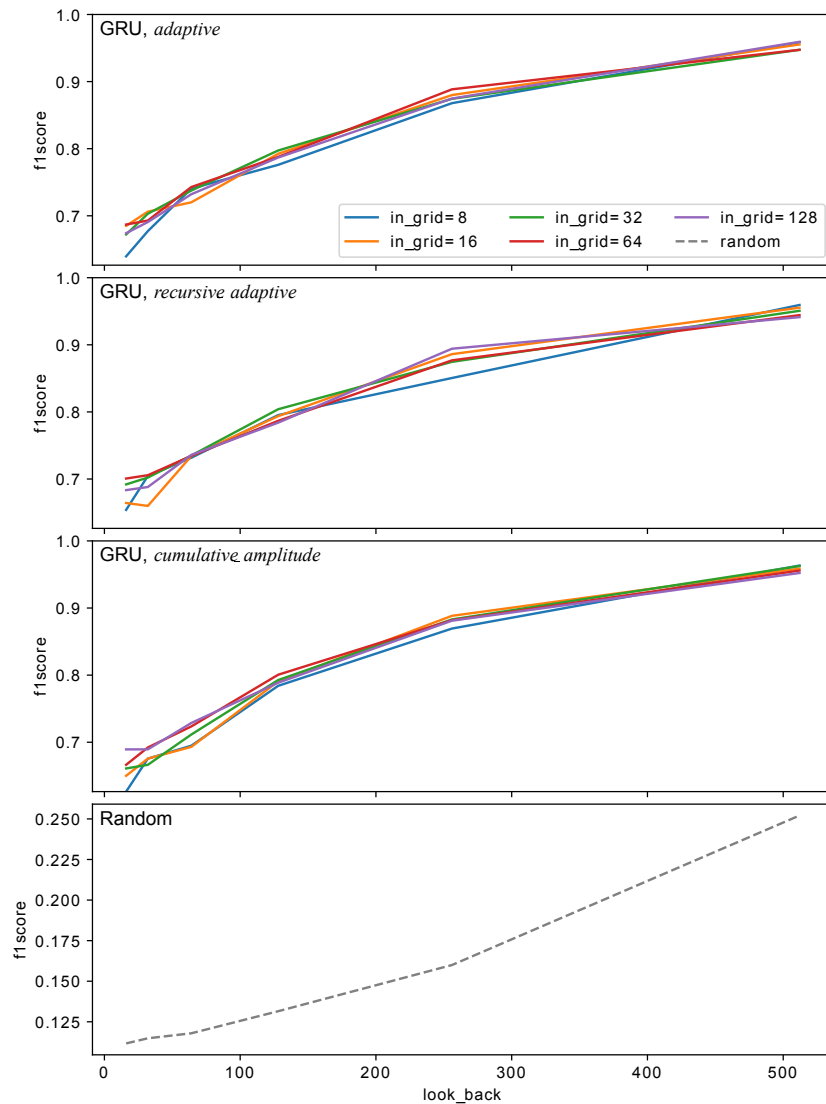 GRU, adaptive
1.0
0.9
0.8
0.7
f1score
in_grid= 8 in_grid= 32 in_grid= 128
in_grid= 16 in_grid= 64 random
GRU, recursive adaptive
1.0
0.9
0.8
0.7
f1score
GRU, cumulative_amplitude
1.0
0.9
0.8
0.7
f1score
Random
0.250
0.225
0.200
0.175
0.150
0.125
f1score
0 100 200 300 400 500
look_back